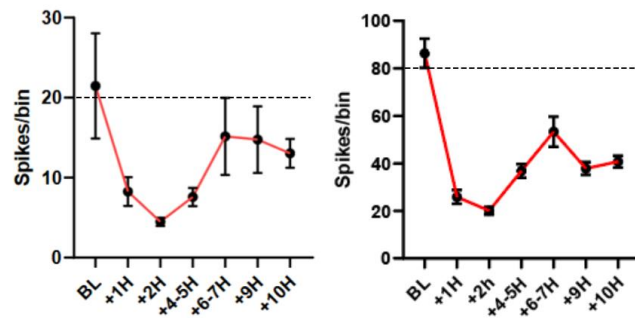 Spikes/bin
30
20
10
0
BL
+1H
+2H
+4-5H
+6-7H
+9H
+10H
Spikes/bin
100
80
60
40
20
0
BL
+1H
+2h
+4-5H
+6-7H
+9H
+10H